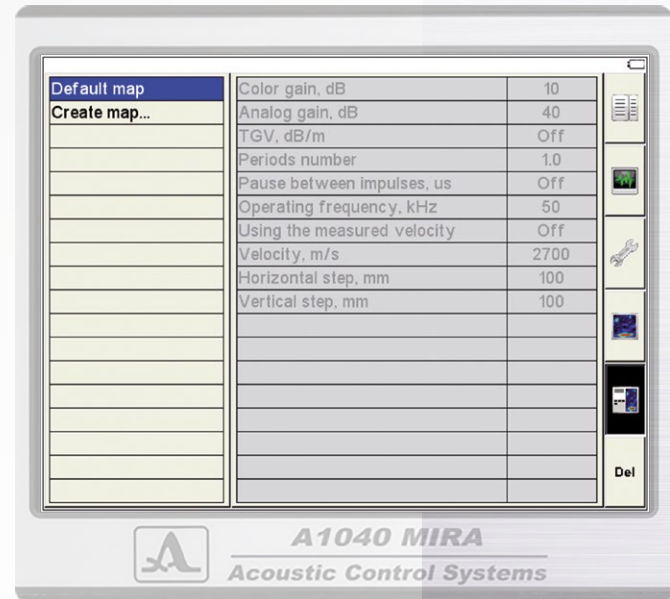 Default map
Create map...
Color gain, dB 10
Analog gain, dB 40
TGV, dB/m Off
Periods number 1.0
Pause between impulses, us Off
Operating frequency, kHz 50
Using the measured velocity Off
Velocity, m/s 2700
Horizontal step, mm 100
Vertical step, mm 100
Del
A1040 MIRA
Acoustic Control Systems